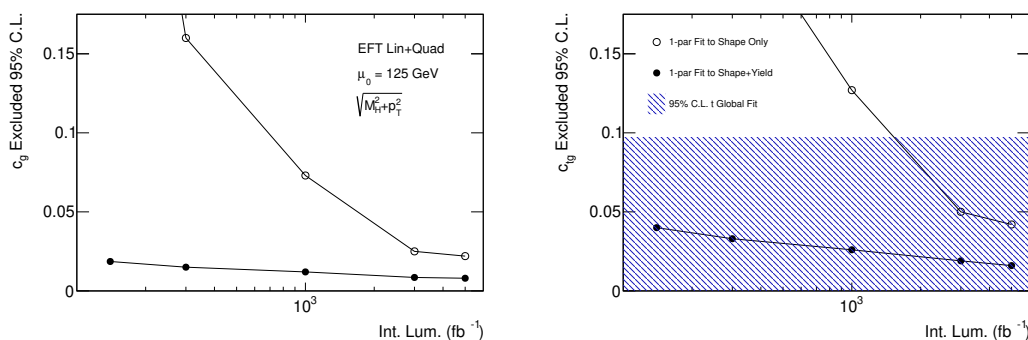 c_g Excluded 95% C.L.
0.15
0.1
0.05
0
EFT Lin+Quad
μ_0 = 125 GeV
√(M_H^2+p_T^2)
10^3
Int. Lum. (fb^-1)
c_tg Excluded 95% C.L.
0.15
0.1
0.05
0
1-par Fit to Shape Only
1-par Fit to Shape+Yield
95% C.L. t Global Fit
10^3
Int. Lum. (fb^-1)